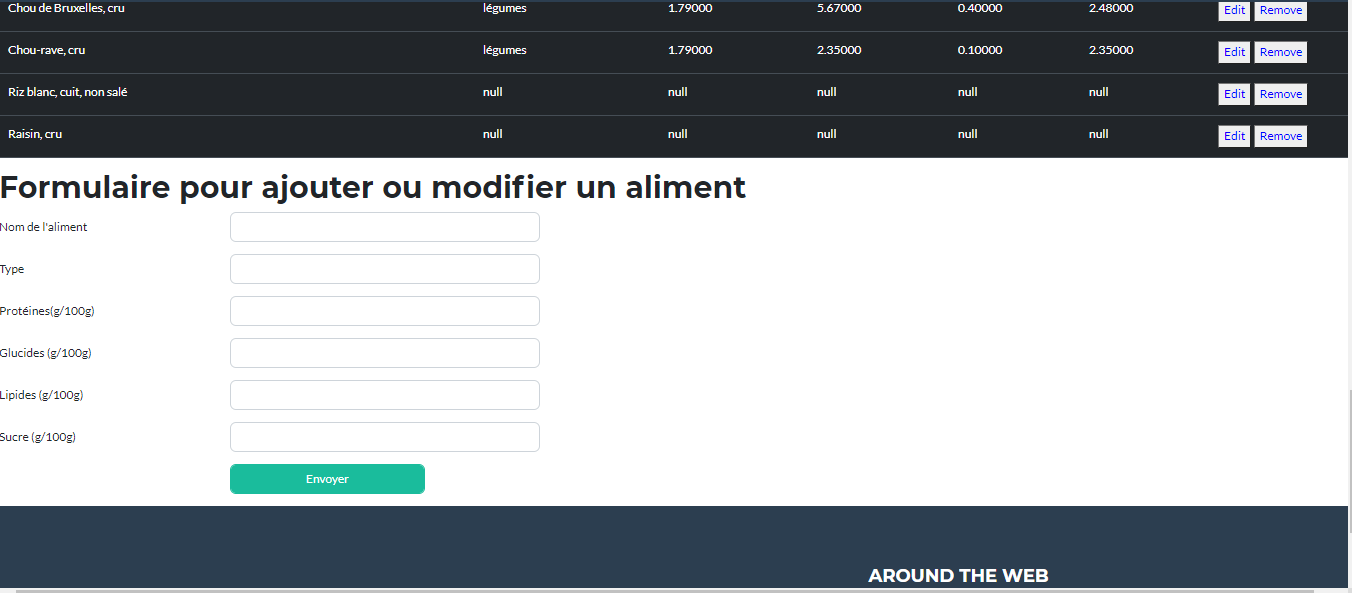 Chou de Bruxelles, cru légumes 1.79000 5.67000 0.40000 2.48000 Edit Remove
Chou-rave, cru légumes 1.79000 2.35000 0.10000 2.35000 Edit Remove
Riz blanc, cuit, non salé null null null null null Edit Remove
Raisin, cru null null null null null Edit Remove
Formulaire pour ajouter ou modifier un aliment
Nom de l'aliment
Type
Protéines(g/100g)
Glucides (g/100g)
Lipides (g/100g)
Sucre (g/100g)
Envoyer
AROUND THE WEB